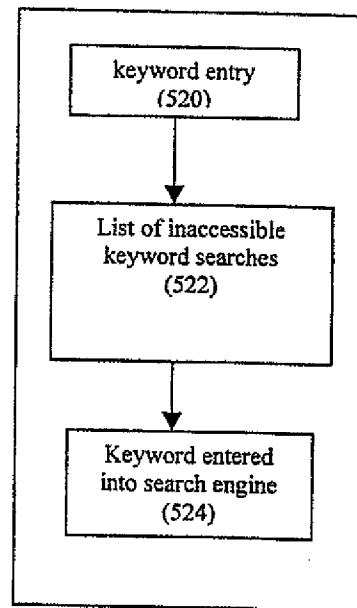 keyword entry
(520)
List of inaccessible
keyword searches
(522)
Keyword entered
into search engine
(524)